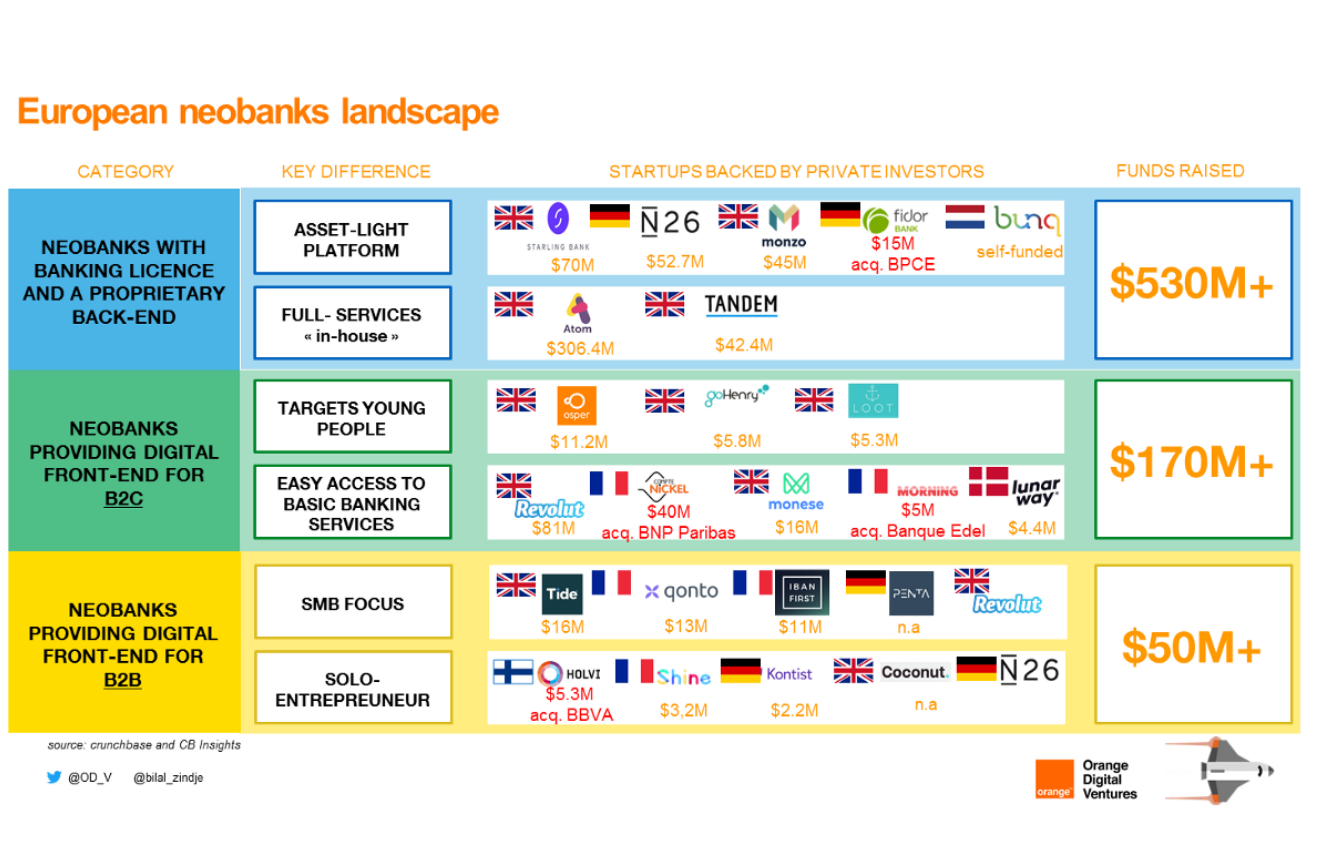 European neobanks landscape
CATEGORY
KEY DIFFERENCE
STARTUPS BACKED BY PRIVATE INVESTORS
FUNDS RAISED
NEOBANKS WITH
BANKING LICENCE
AND A PROPRIETARY
BACK-END
ASSET-LIGHT
PLATFORM
STARLING BANK
$70M
N26
$52.7M
monzo
$45M
fidor
BANK
$15M
acq. BPCE
bunq
self-funded
$530M+
FULL- SERVICES
« in-house »
Atom
$306.4M
TANDEM
$42.4M
NEOBANKS
PROVIDING DIGITAL
FRONT-END FOR
B2C
TARGETS YOUNG
PEOPLE
osper
$11.2M
goHenry
$5.8M
LOOT
$5.3M
$170M+
EASY ACCESS TO
BASIC BANKING
SERVICES
Revolut
$81M
COMPTE
NiCKEL
$40M
acq. BNP Paribas
monese
$16M
MORNING
$5M
acq. Banque Edel
lunar
way°
$4.4M
NEOBANKS
PROVIDING DIGITAL
FRONT-END FOR
B2B
SMB FOCUS
Tide
$16M
qonto
$13M
IBAN
FIRST
$11M
PENTA
n.a
Revolut
$50M+
SOLO-
ENTREPREUNEUR
HOLVI
$5.3M
acq. BBVA
Shine
$3,2M
Kontist
$2.2M
Coconut.
n.a
N26
source: crunchbase and CB Insights
@OD_V @bilal_zindje
orange™
Orange
Digital
Ventures